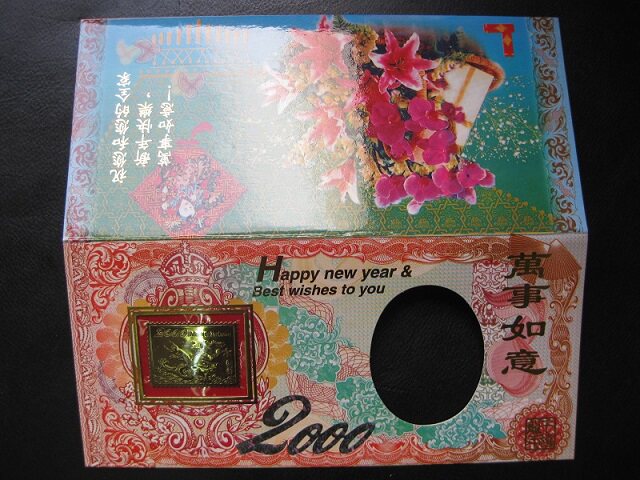 祝您和您的全家
新年快樂，
萬事如意!
Happy new year &
Best wishes to you
萬事如意
2000